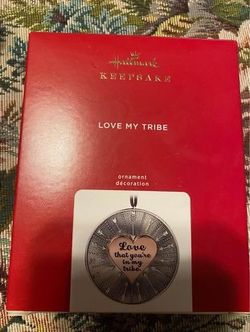 Hallmark
KEEPSAKE
LOVE MY TRIBE
ornament
décoration
Love
that you're
in my
tribe.